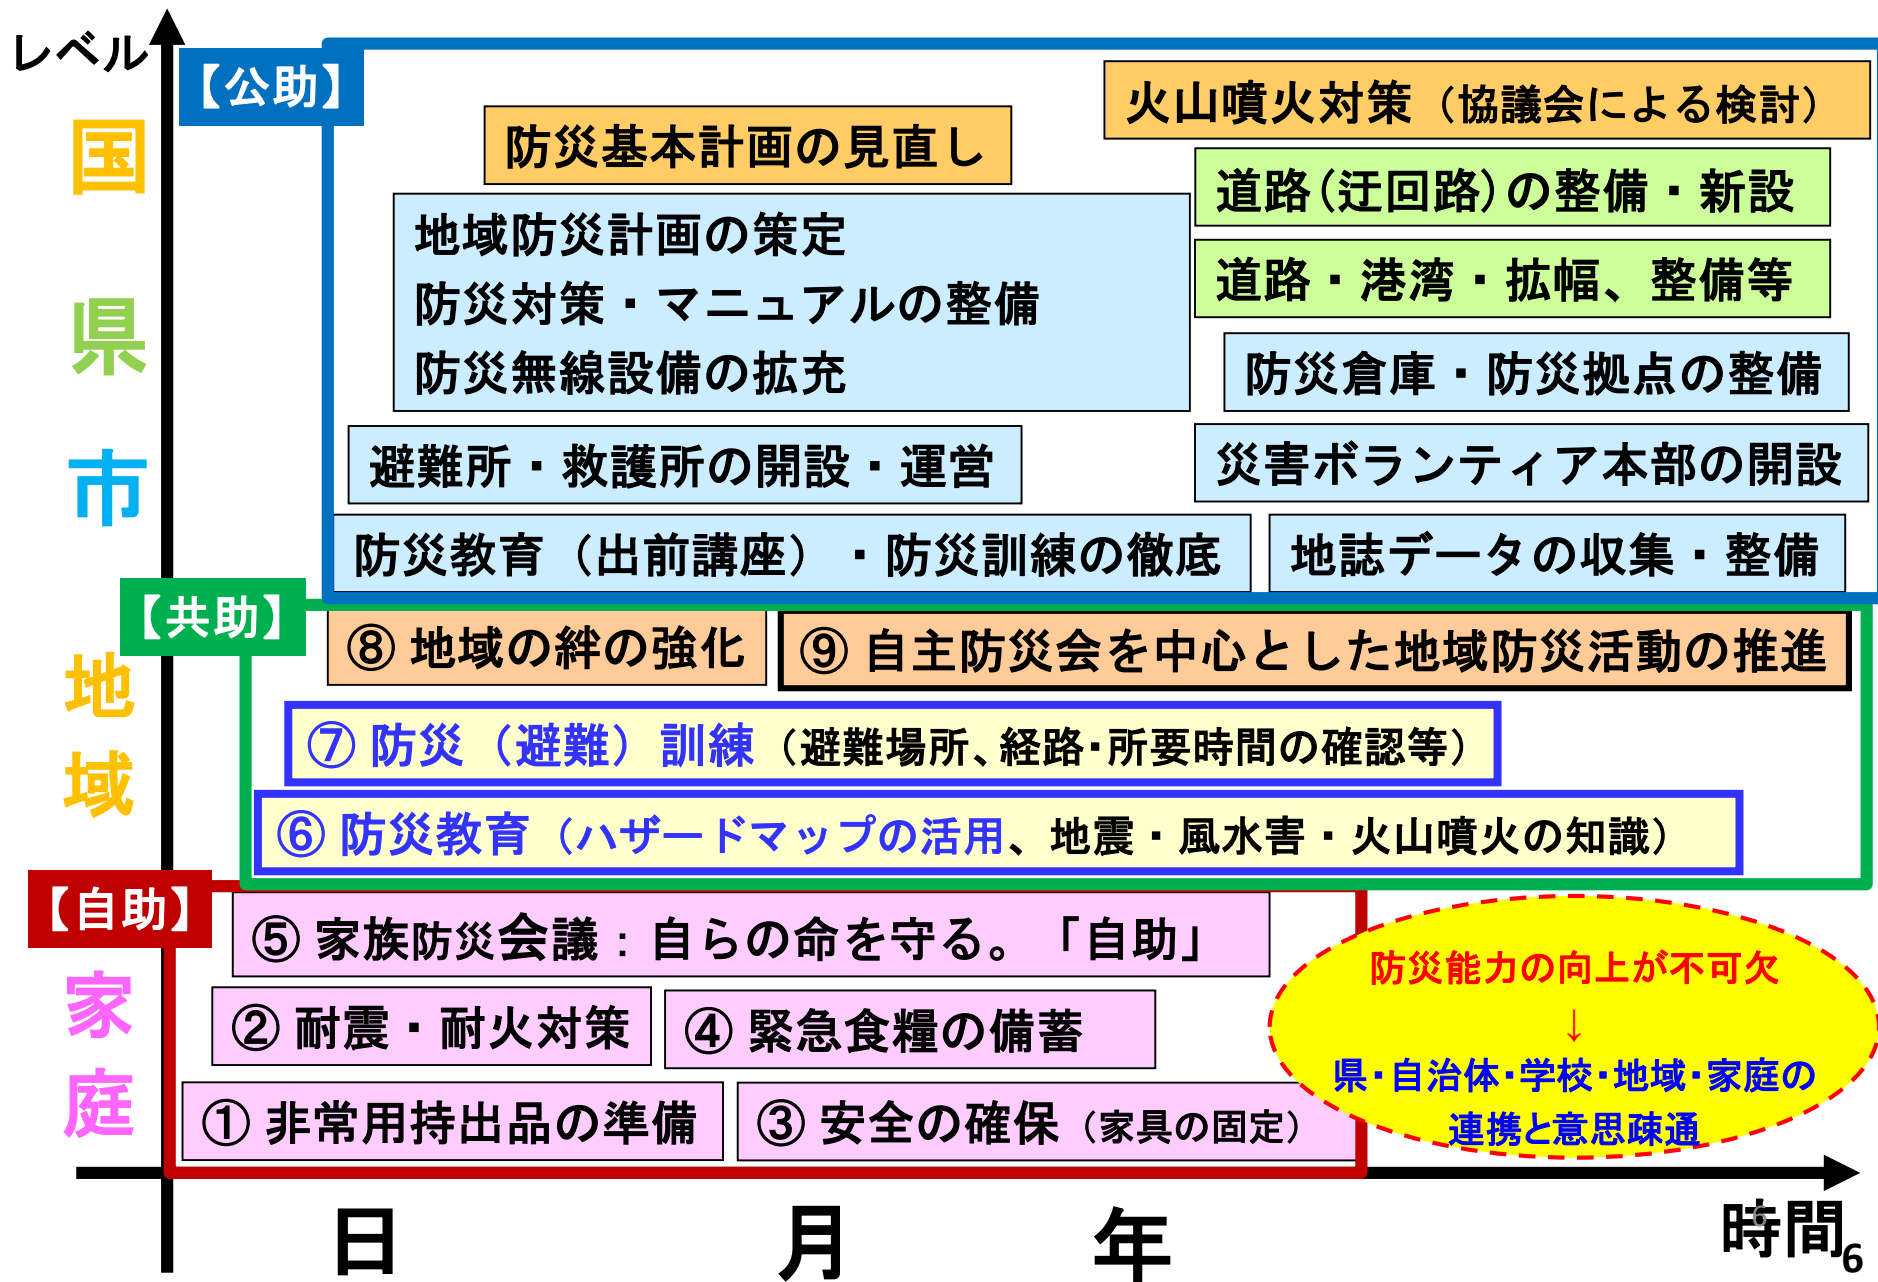 レベル
【公助】
国
県
市
地
域
家
庭
火山噴火対策（協議会による検討）
防災基本計画の見直し
道路(迂回路)の整備・新設
地域防災計画の策定
防災対策・マニュアルの整備
防災無線設備の拡充
道路・港湾・拡幅、整備等
防災倉庫・防災拠点の整備
避難所・救護所の開設・運営
災害ボランティア本部の開設
防災教育（出前講座）・防災訓練の徹底
地誌データの収集・整備
【共助】
⑧ 地域の絆の強化
⑨ 自主防災会を中心とした地域防災活動の推進
⑦ 防災（避難）訓練（避難場所、経路・所要時間の確認等）
⑥ 防災教育（ハザードマップの活用、地震・風水害・火山噴火の知識）
【自助】
⑤ 家族防災会議：自らの命を守る。「自助」
② 耐震・耐火対策
④ 緊急食糧の備蓄
① 非常用持出品の準備
③ 安全の確保（家具の固定）
防災能力の向上が不可欠
↓
県・自治体・学校・地域・家庭の
連携と意思疎通
日
月
年
時間
6
6